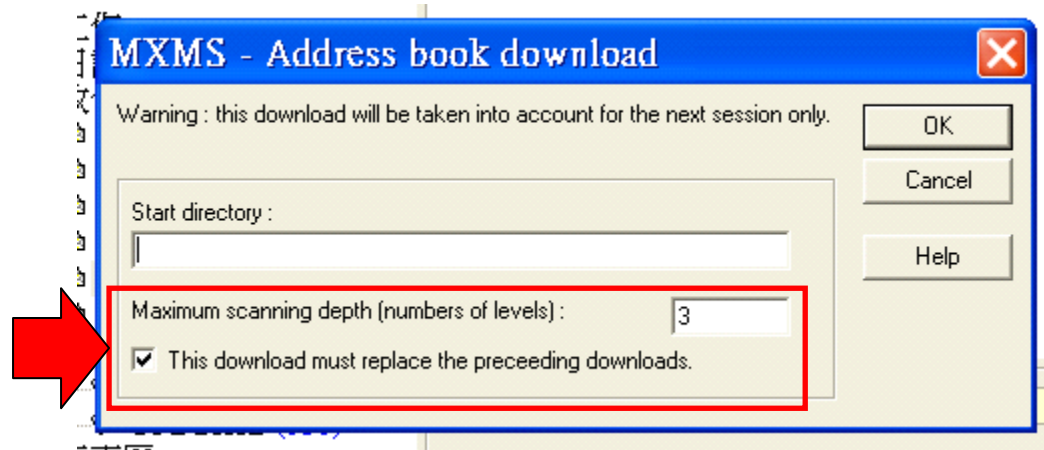 MXMS - Address book download
Warning : this download will be taken into account for the next session only.
OK
Cancel
Start directory :
Help
Maximum scanning depth (numbers of levels) :
3
This download must replace the preceeding downloads.